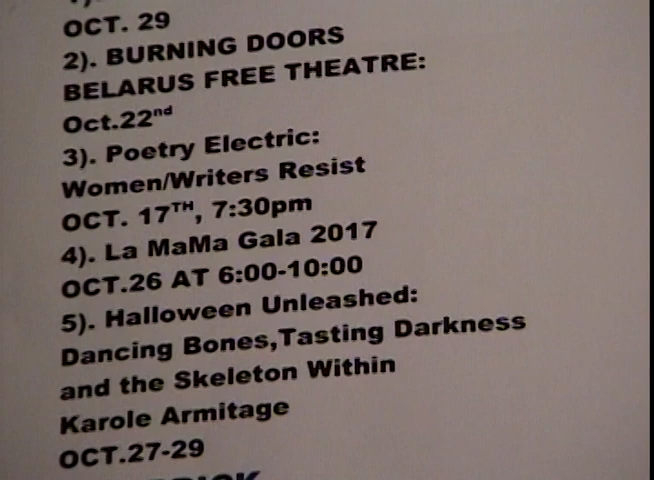 OCT. 29
2). BURNING DOORS
BELARUS FREE THEATRE:
Oct.22nd
3). Poetry Electric:
Women/Writers Resist
OCT. 17TH, 7:30pm
4). La MaMa Gala 2017
OCT.26 AT 6:00-10:00
5). Halloween Unleashed:
Dancing Bones,Tasting Darkness
and the Skeleton Within
Karole Armitage
OCT.27-29